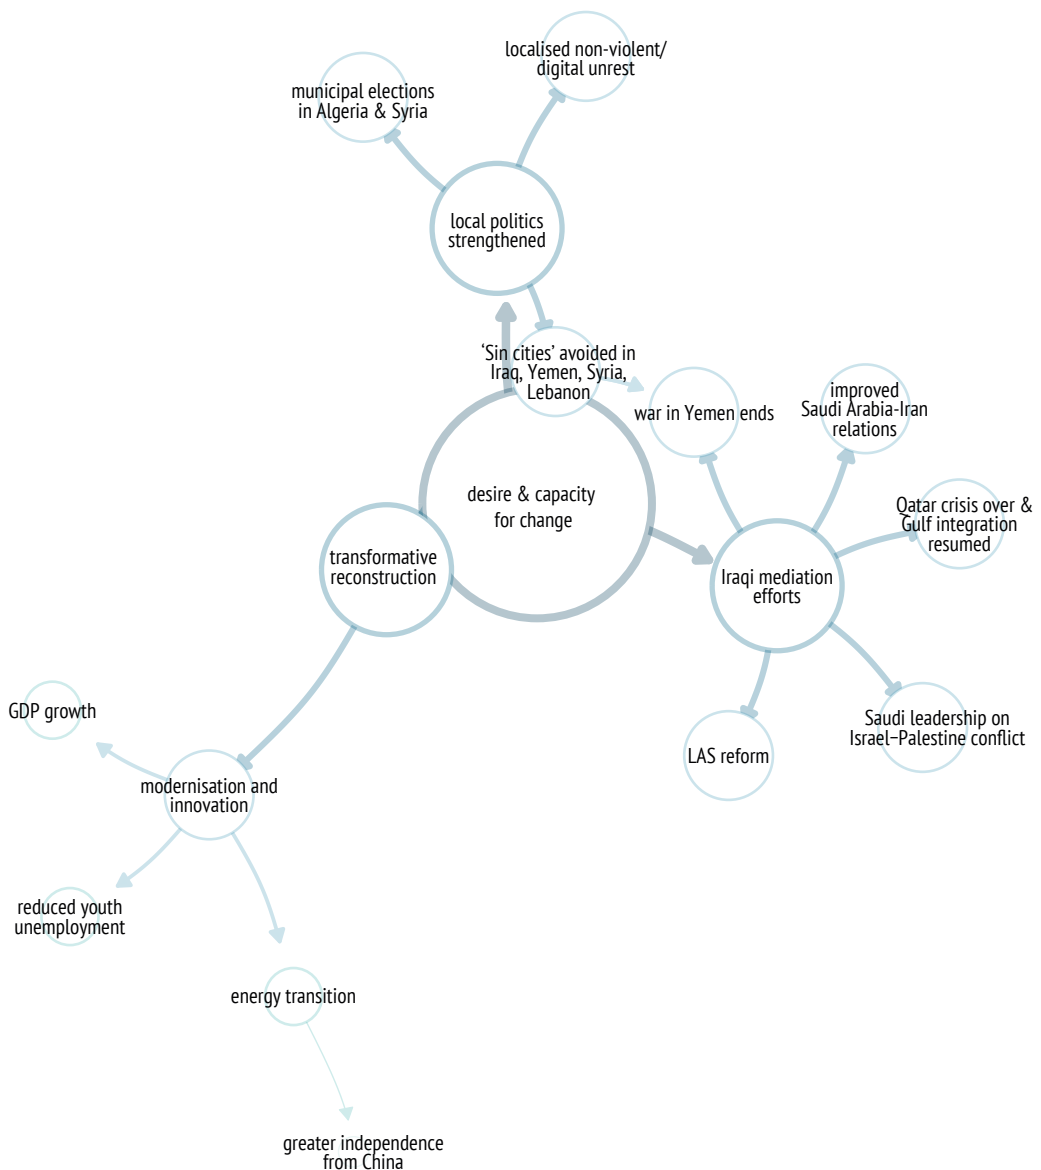 localised non-violent/
digital unrest
municipal elections
in Algeria & Syria
local politics
strengthened
‘Sin cities’ avoided in
Iraq, Yemen, Syria,
Lebanon
war in Yemen ends
improved
Saudi Arabia-Iran
relations
desire & capacity
for change
Qatar crisis over &
Gulf integration
resumed
transformative
reconstruction
Iraqi mediation
efforts
GDP growth
Saudi leadership on
Israel–Palestine conflict
LAS reform
modernisation and
innovation
reduced youth
unemployment
energy transition
greater independence
from China